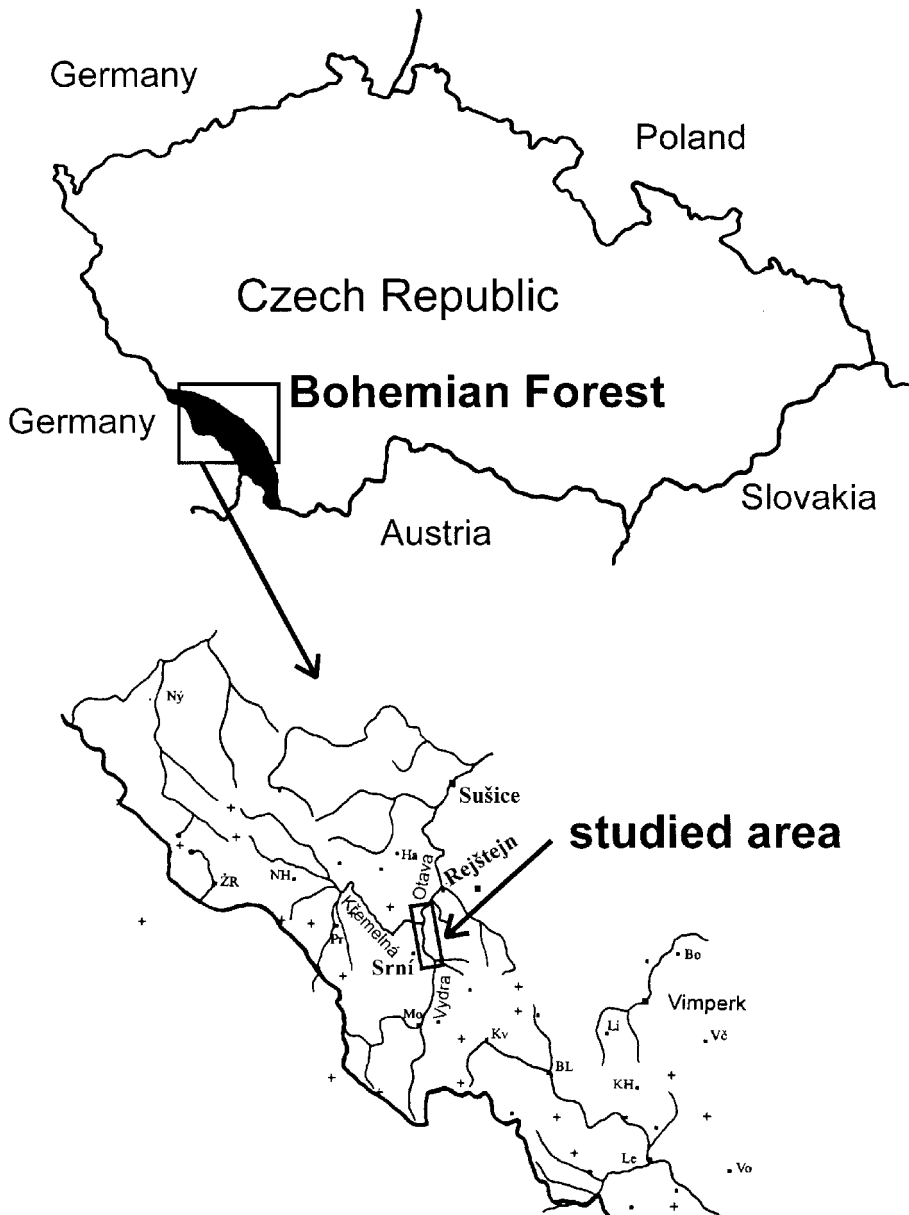 Germany
Poland
Czech Republic
Bohemian Forest
Germany
Slovakia
Austria
Ný
Sušice
studied area
Ha
Rejštejn
Otava
NH
ŽR
Křemelná
Pr
Srní
Bo
Vydra
Vimperk
Mo
Li
Vč
Kv
BL
KH
Le
Vo